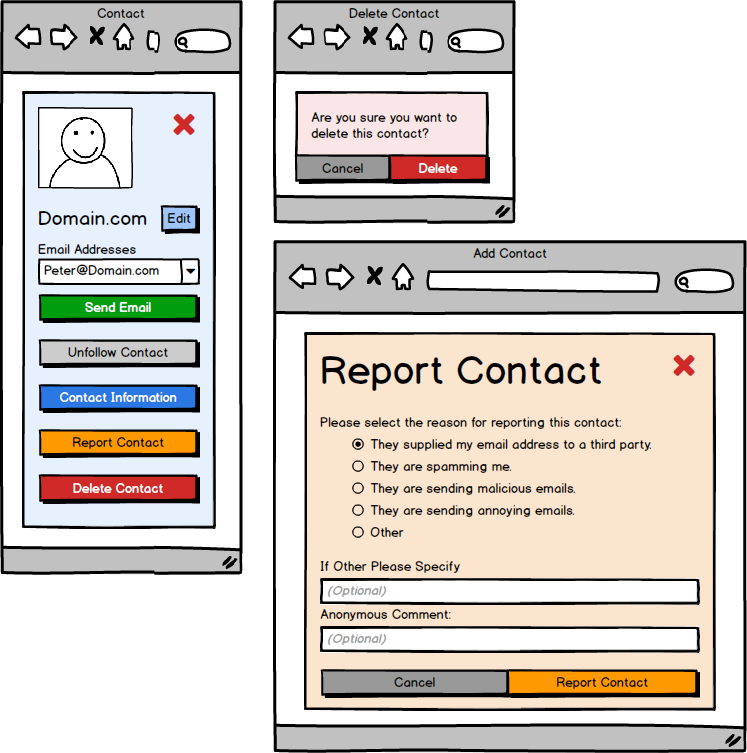 Contact
Domain.com
Edit
Email Addresses
Peter@Domain.com
Send Email
Unfollow Contact
Contact Information
Report Contact
Delete Contact
Delete Contact
Are you sure you want to
delete this contact?
Cancel
Delete
Add Contact
Report Contact
Please select the reason for reporting this contact:
They supplied my email address to a third party.
They are spamming me.
They are sending malicious emails.
They are sending annoying emails.
Other
If Other Please Specify
(Optional)
Anonymous Comment:
(Optional)
Cancel
Report Contact